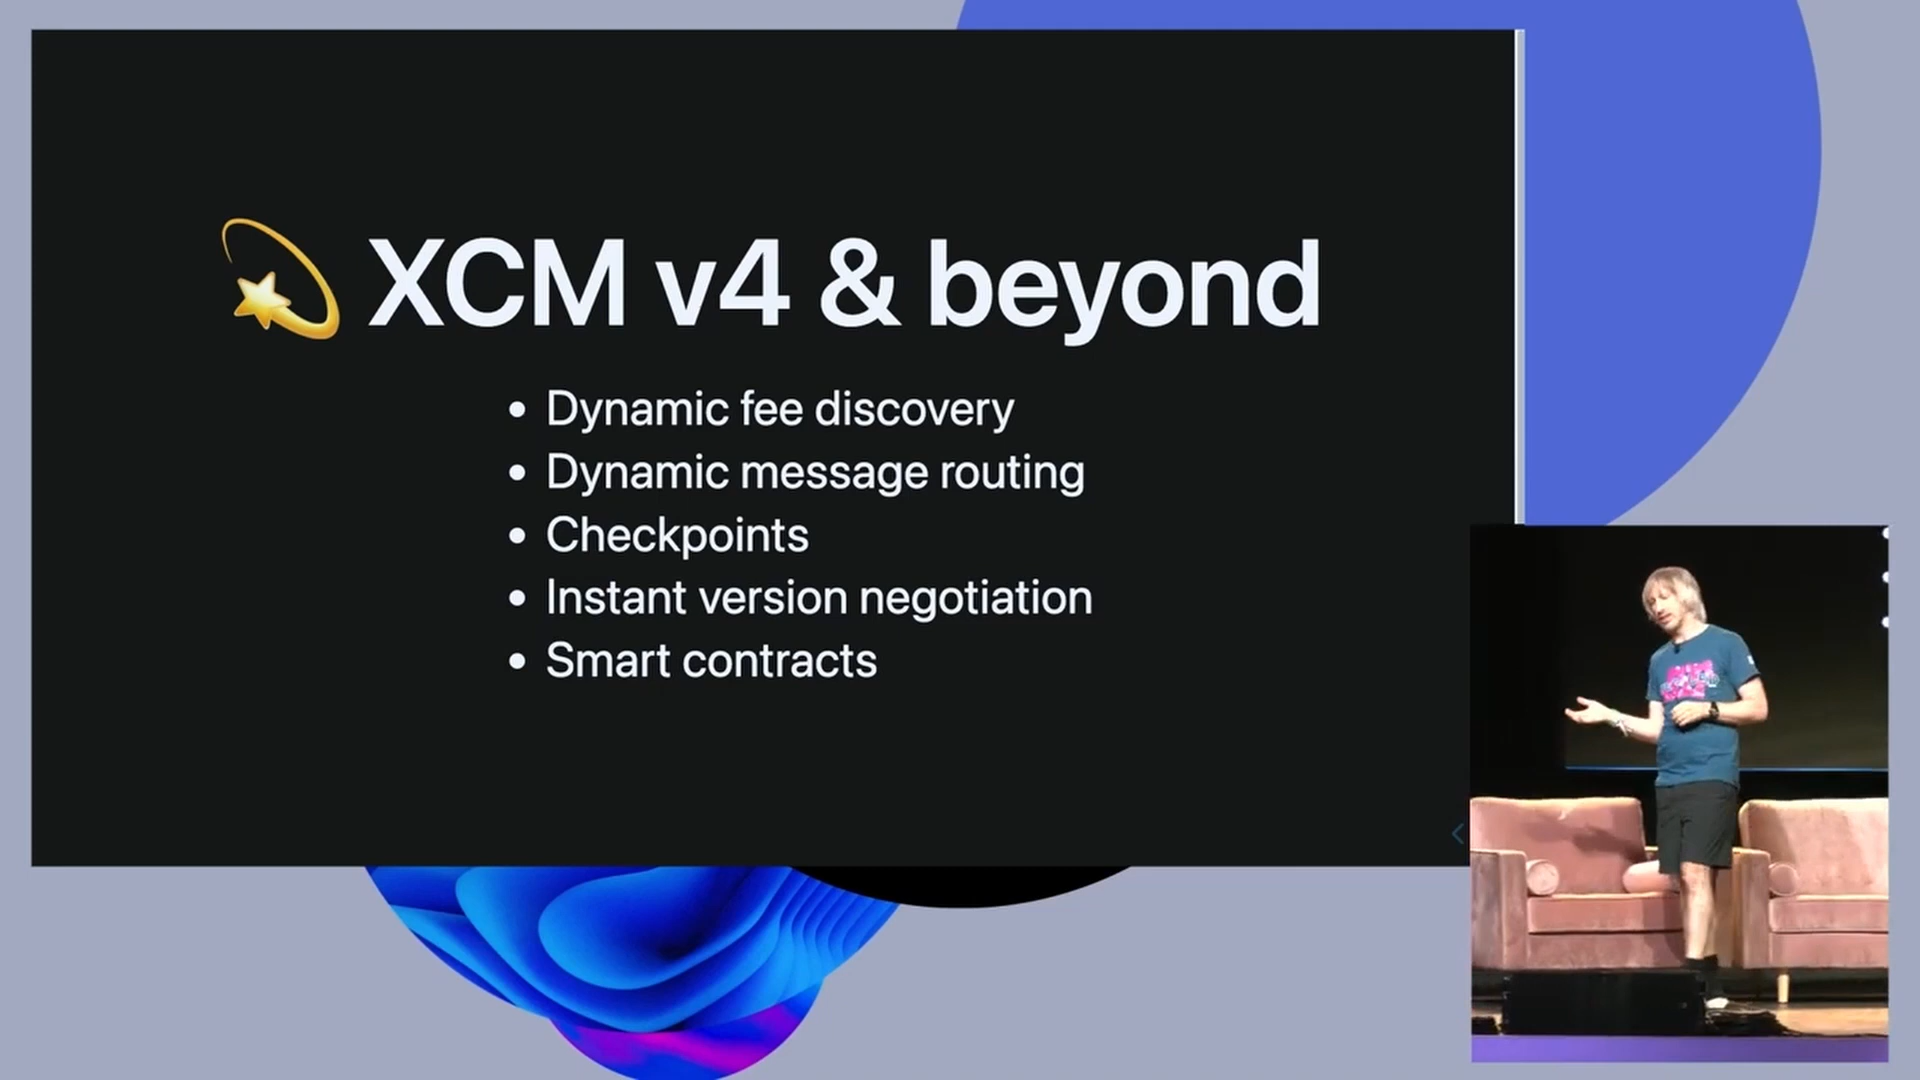 XCM v4 & beyond
• Dynamic fee discovery
• Dynamic message routing
• Checkpoints
• Instant version negotiation
• Smart contracts